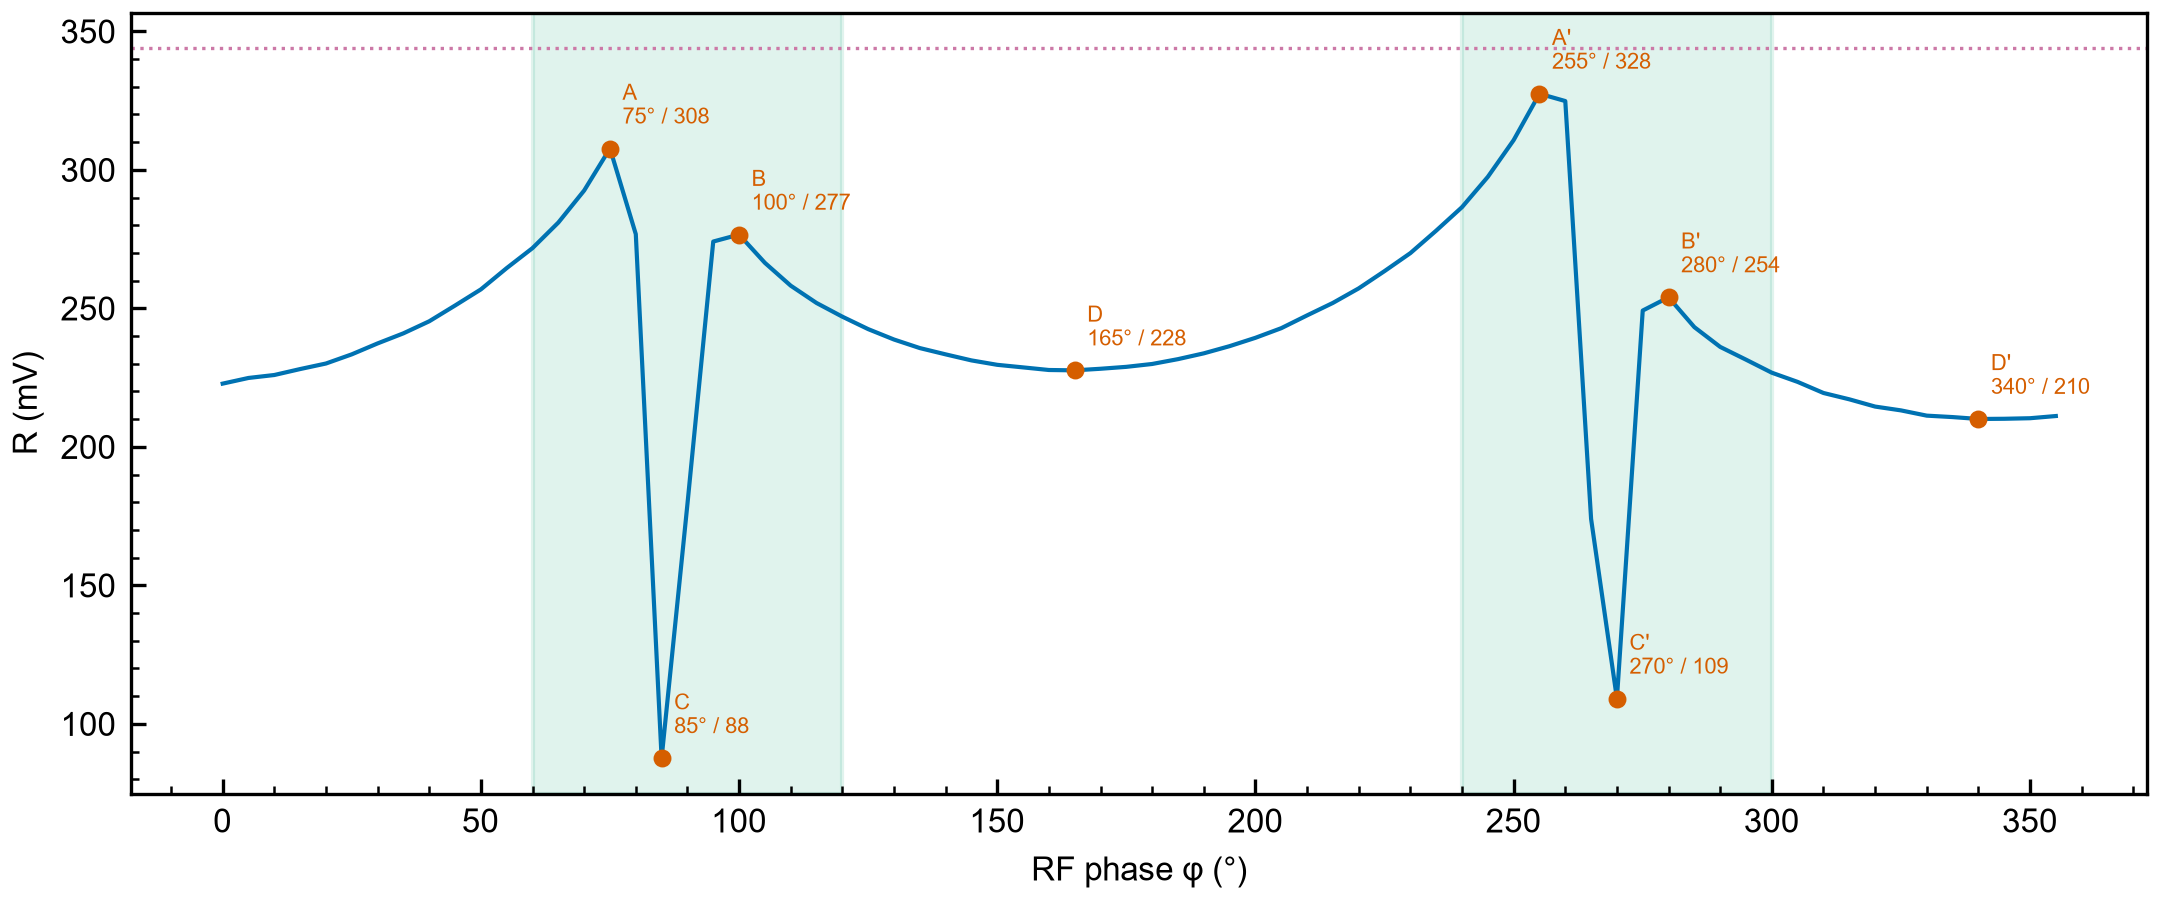 350
300
250
200
150
100
R (mV)
A
75° / 308
B
100° / 277
C
85° / 88
D
165° / 228
A'
255° / 328
B'
280° / 254
C'
270° / 109
D'
340° / 210
0 50 100 150 200 250 300 350
RF phase φ (°)